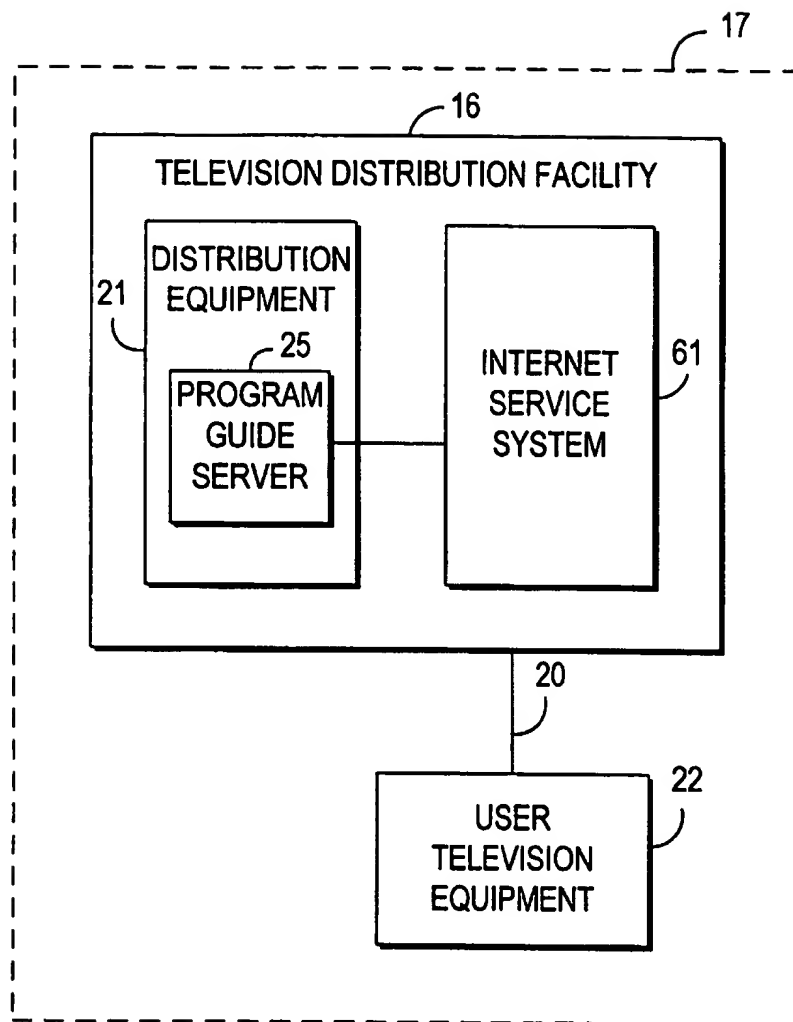 17
16
TELEVISION DISTRIBUTION FACILITY
DISTRIBUTION
EQUIPMENT
21
25
PROGRAM
GUIDE
SERVER
INTERNET
SERVICE
SYSTEM
61
20
22
USER
TELEVISION
EQUIPMENT